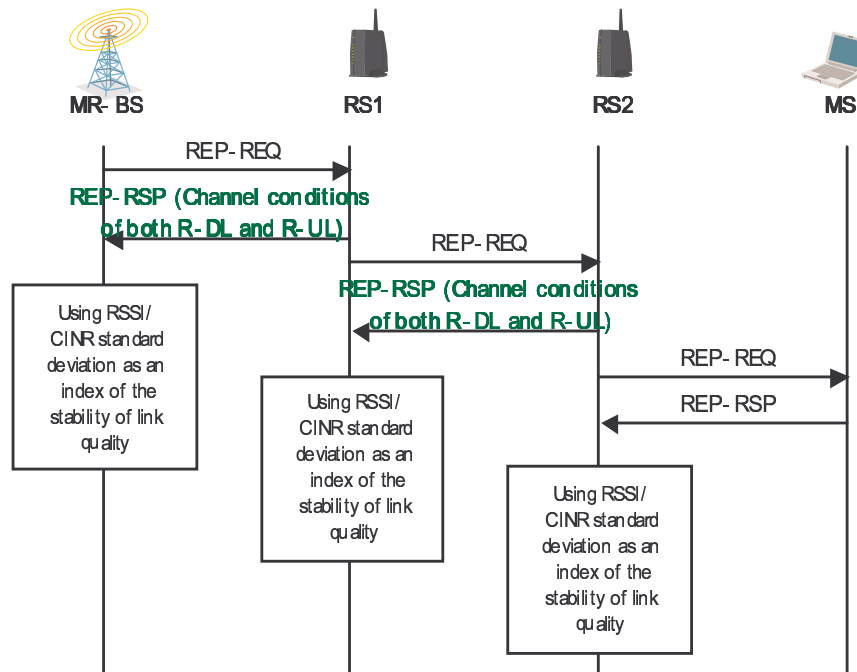 MR-BS
RS1
RS2
MS
REP-REQ
REP-RSP (Channel conditions
of both R-DL and R-UL)
REP-REQ
REP-RSP (Channel conditions
of both R-DL and R-UL)
Using RSSI/
CINR standard
deviation as an
index of the
stability of link
quality
REP-REQ
REP-RSP
Using RSSI/
CINR standard
deviation as an
index of the
stability of link
quality
Using RSSI/
CINR standard
deviation as an
index of the
stability of link
quality